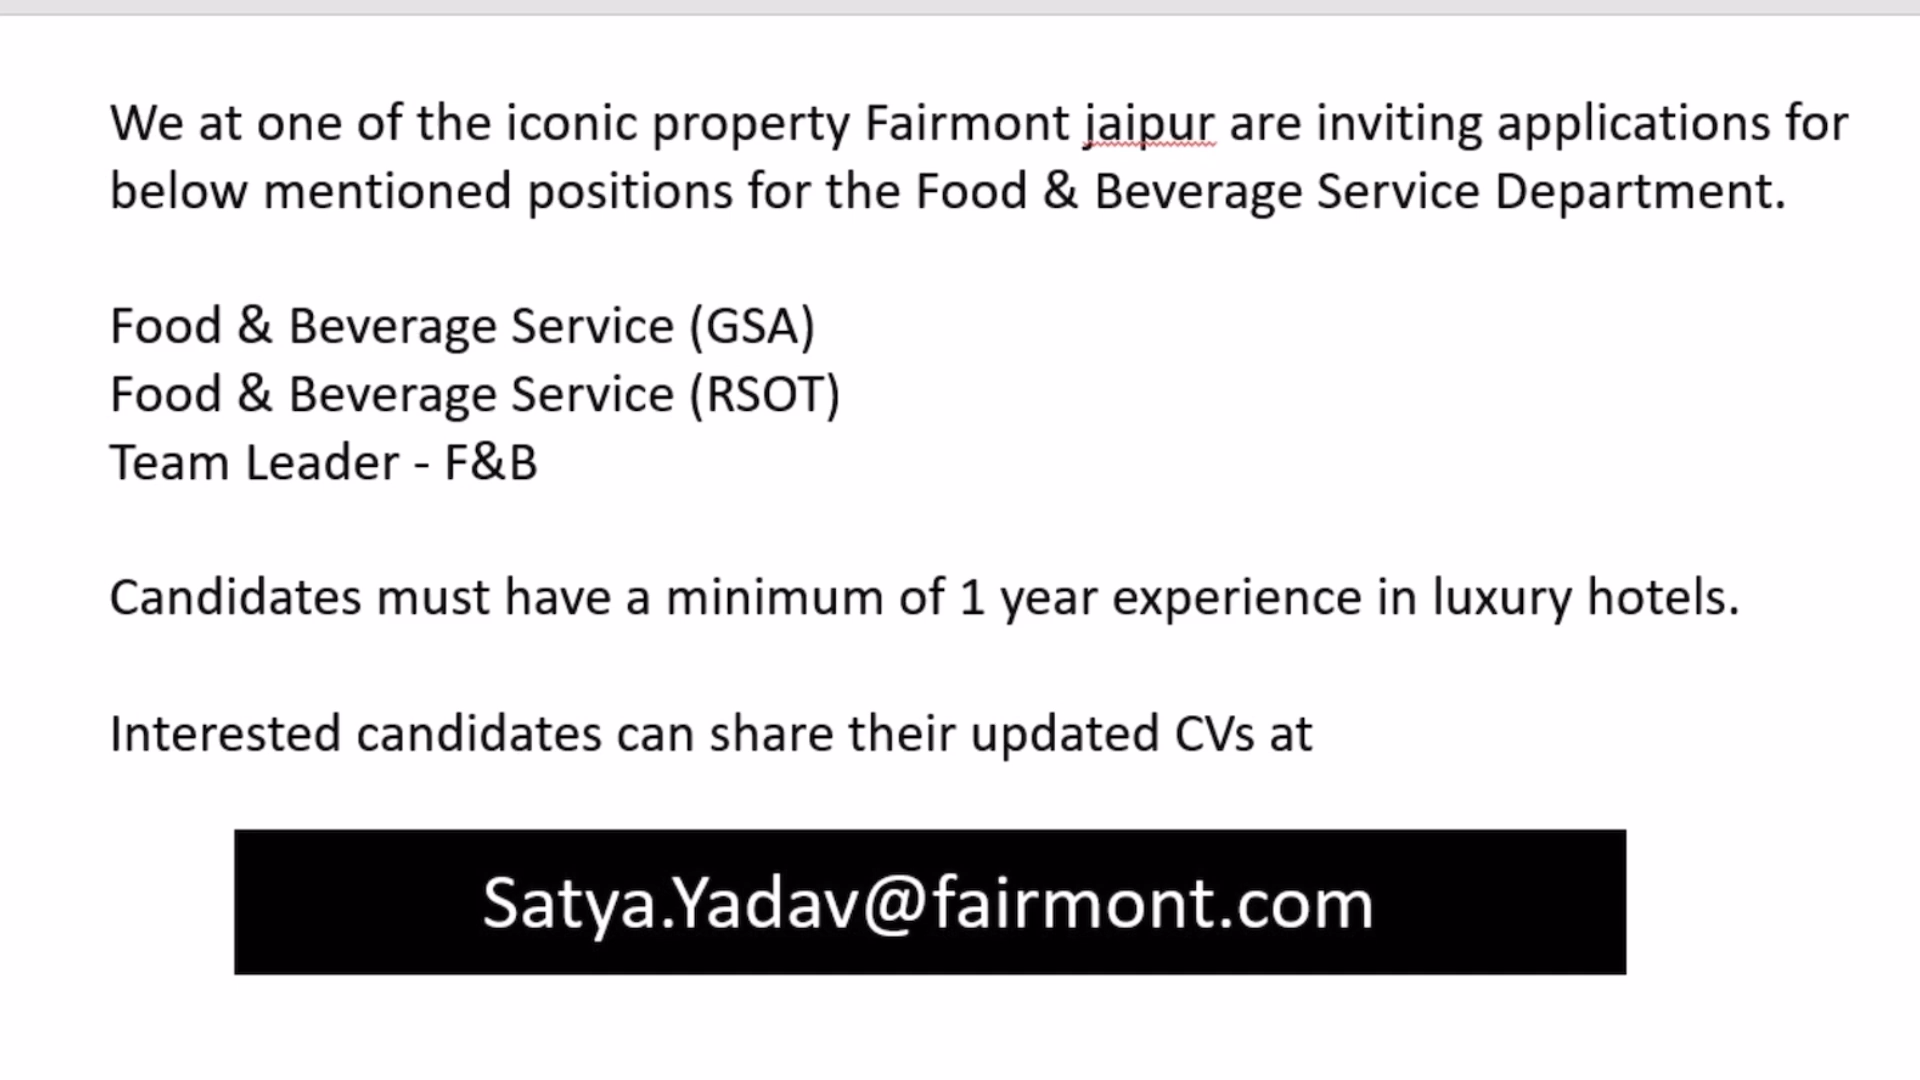 We at one of the iconic property Fairmont jaipur are inviting applications for
below mentioned positions for the Food & Beverage Service Department.
Food & Beverage Service (GSA)
Food & Beverage Service (RSOT)
Team Leader - F&B
Candidates must have a minimum of 1 year experience in luxury hotels.
Interested candidates can share their updated CVs at
Satya.Yadav@fairmont.com